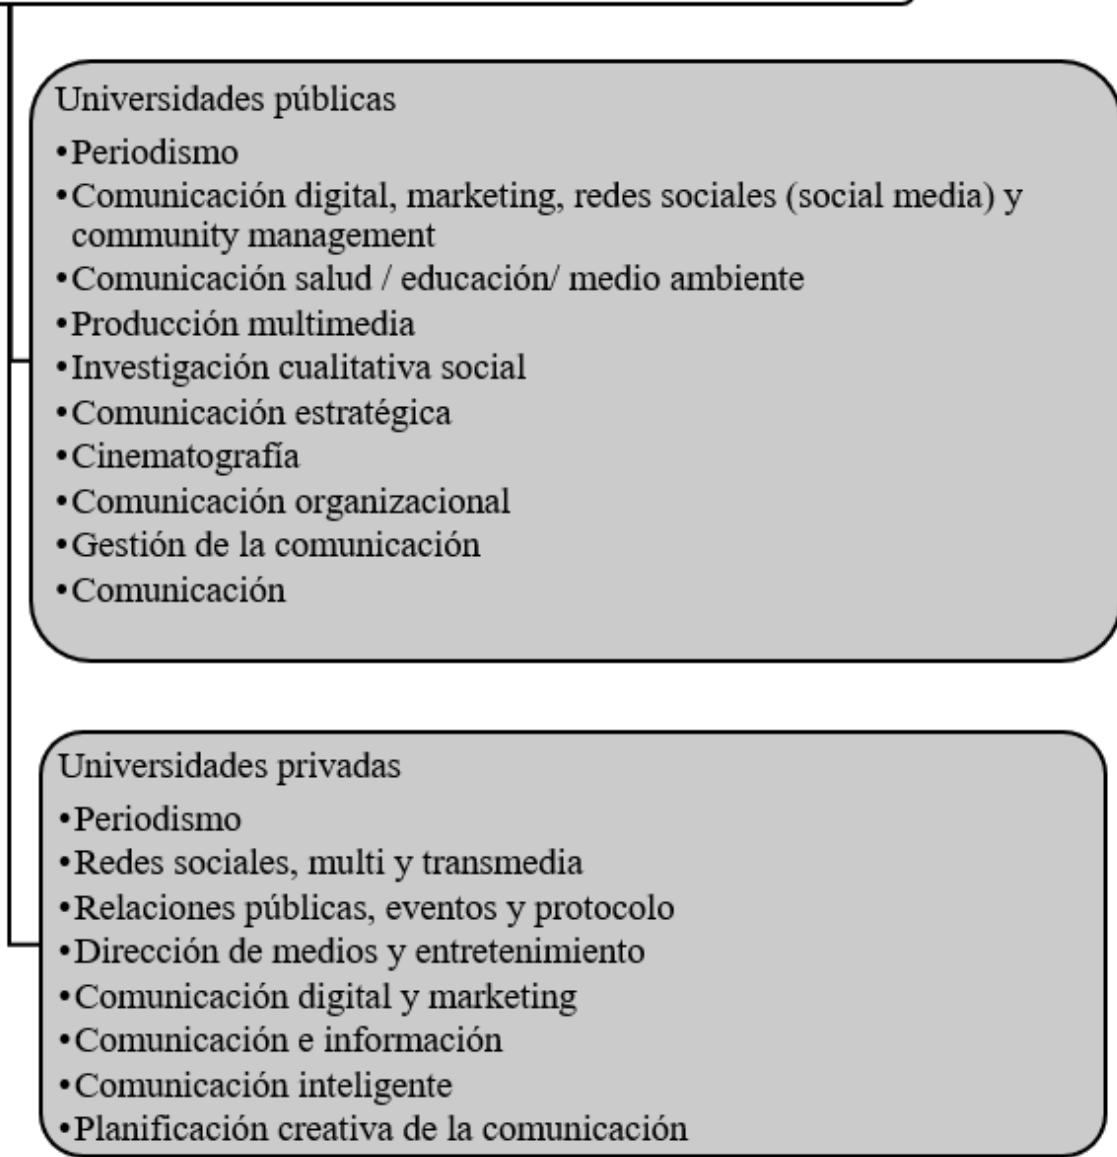 Universidades públicas
•Periodismo
•Comunicación digital, marketing, redes sociales (social media) y
community management
•Comunicación salud / educación/ medio ambiente
•Producción multimedia
•Investigación cualitativa social
•Comunicación estratégica
•Cinematografía
•Comunicación organizacional
•Gestión de la comunicación
•Comunicación
Universidades privadas
•Periodismo
•Redes sociales, multi y transmedia
•Relaciones públicas, eventos y protocolo
•Dirección de medios y entretenimiento
•Comunicación digital y marketing
•Comunicación e información
•Comunicación inteligente
•Planificación creativa de la comunicación